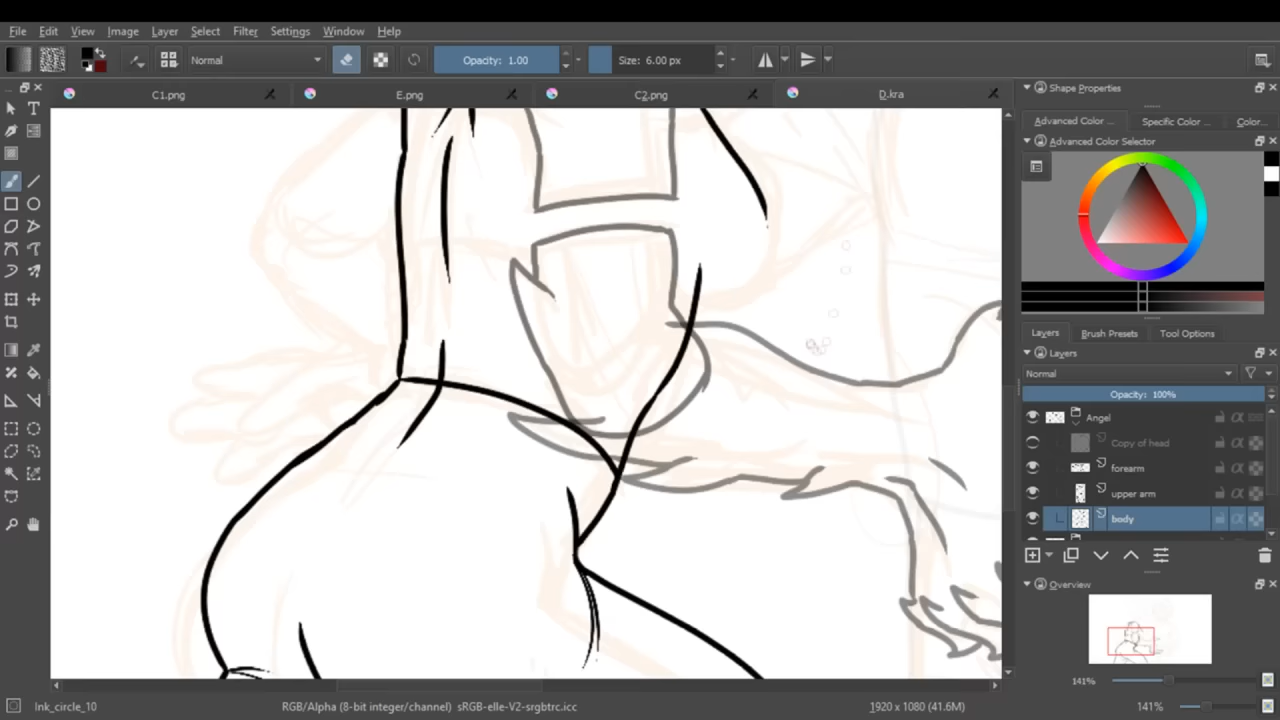 File Edit View Image Layer Select Filter Settings Window Help
Normal Opacity: 1.00 Size: 6.00 px
C1.png E.png C2.png D.kra
Shape Properties
Advanced Color ... Specific Color ... Color...
Advanced Color Selector
Layers Brush Presets Tool Options
Layers
Normal
Opacity: 100%
Angel
Copy of head
forearm
upper arm
body
Overview
141%
Ink_circle_10 RGB/Alpha (8-bit integer/channel) sRGB-elle-V2-srgbtrc.icc 1920 x 1080 (41.6M) 141%